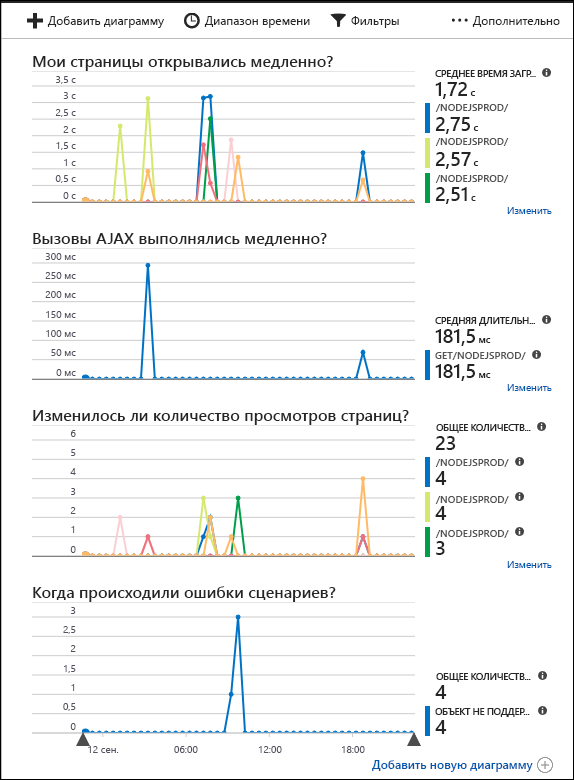 Добавить диаграмму Диапазон времени Фильтры ••• Дополнительно
Мои страницы открывались медленно?
3,5 с
3 с
2,5 с
2 с
1,5 с
1 с
0,5 с
0 с
СРЕДНЕЕ ВРЕМЯ ЗАГР...
1,72 с
/NODEJSPROD/
2,75 с
/NODEJSPROD/
2,57 с
/NODEJSPROD/
2,51 с
Изменить
Вызовы AJAX выполнялись медленно?
300 мс
250 мс
200 мс
150 мс
100 мс
50 мс
0 мс
СРЕДНЯЯ ДЛИТЕЛЬН...
181,5 мс
GET/NODEJSPROD/
181,5 мс
Изменить
Изменилось ли количество просмотров страниц?
6
5
4
3
2
1
0
ОБЩЕЕ КОЛИЧЕСТВ...
23
/NODEJSPROD/
4
/NODEJSPROD/
4
/NODEJSPROD/
3
Изменить
Когда происходили ошибки сценариев?
3
2,5
2
1,5
1
0,5
0
12 сен. 06:00 12:00 18:00
ОБЩЕЕ КОЛИЧЕСТВ...
4
ОБЪЕКТ НЕ ПОДДЕР...
4
Добавить новую диаграмму